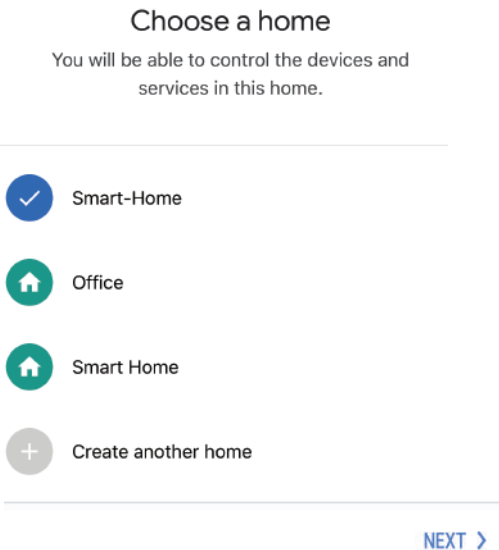 Choose a home
You will be able to control the devices and
services in this home.
Smart-Home
Office
Smart Home
Create another home
NEXT